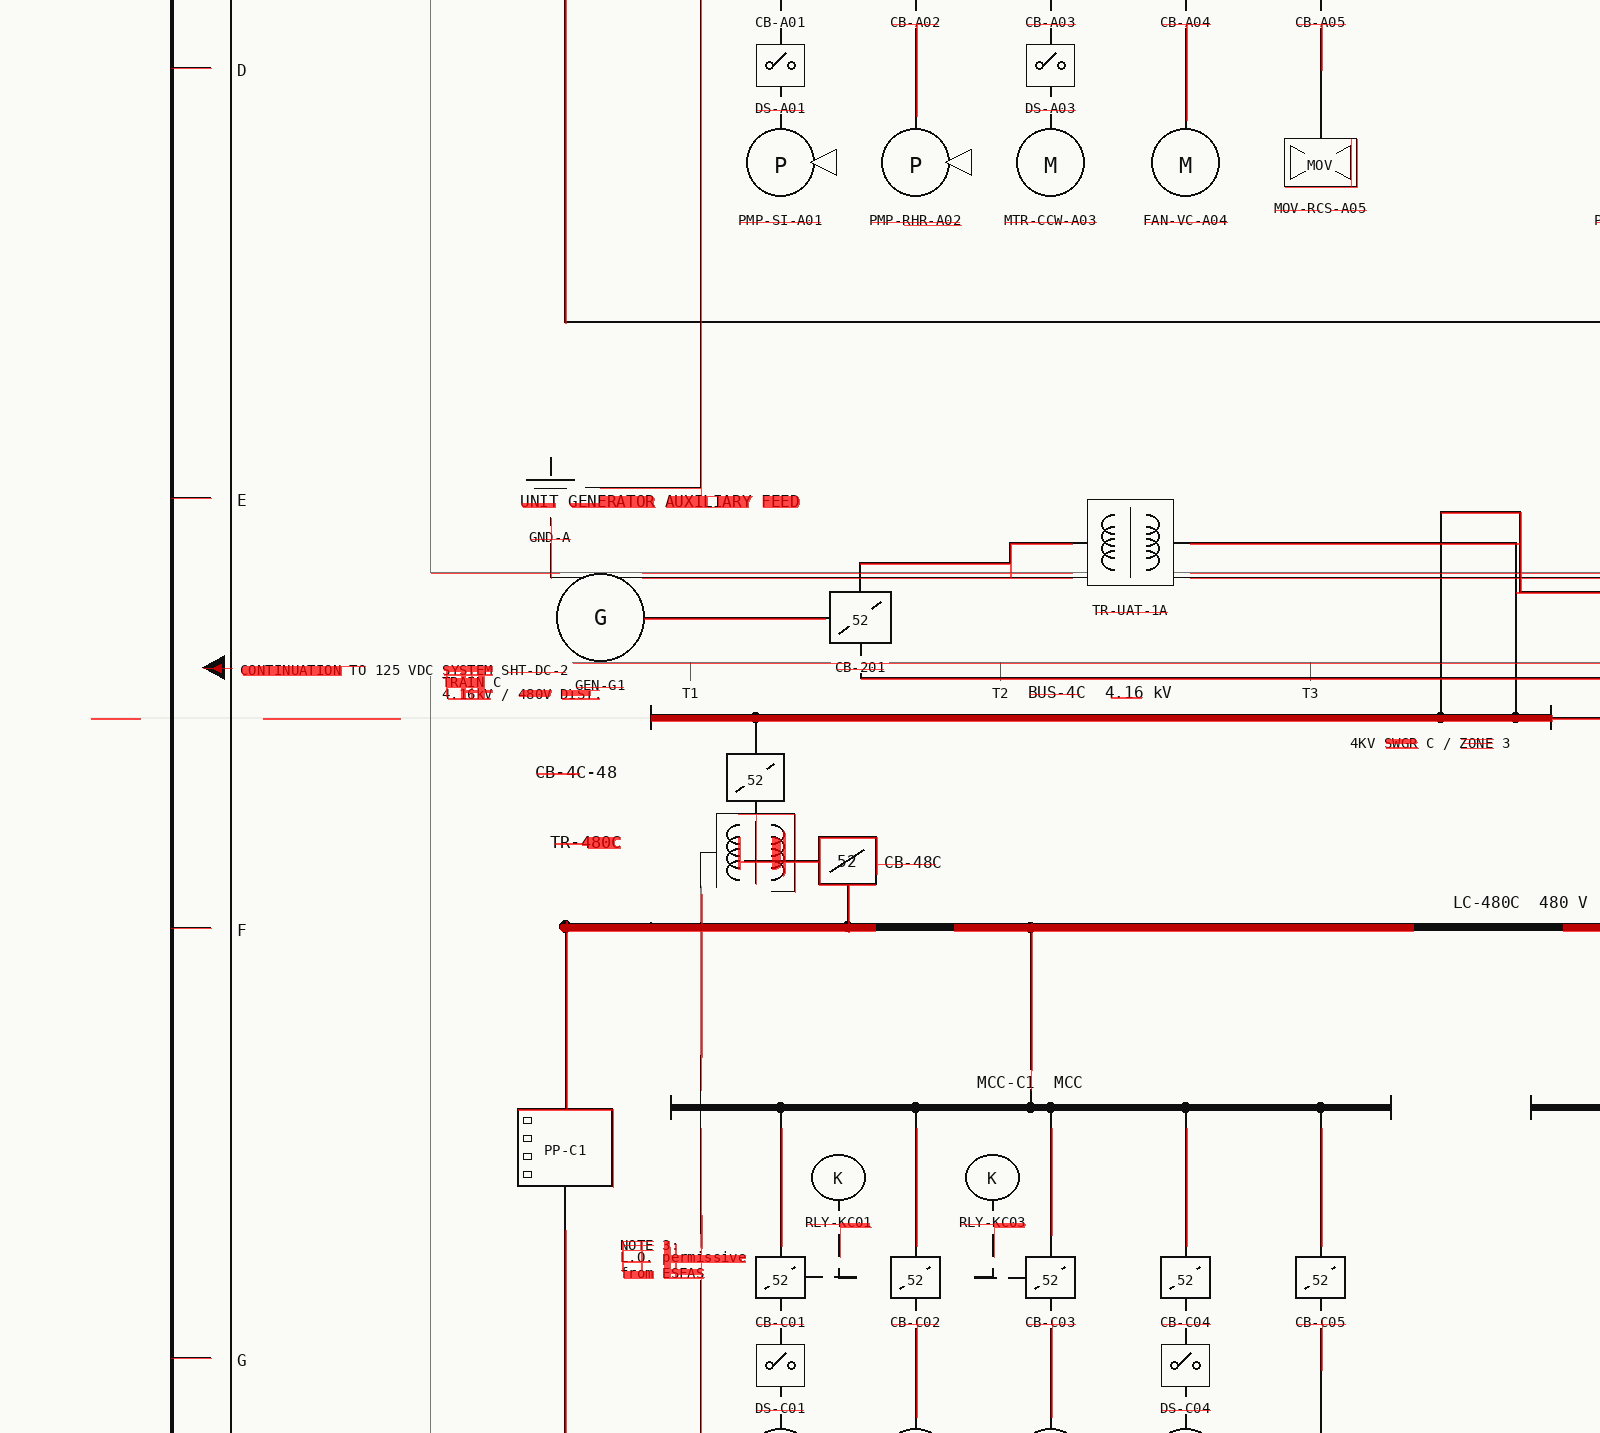 CB-A01 CB-A02 CB-A03 CB-A04 CB-A05
D
DS-A01 DS-A03
P P M M MOV
PMP-SI-A01 PMP-RHR-A02 MTR-CCW-A03 FAN-VC-A04 MOV-RCS-A05
E
UNIT GENERATOR AUXILIARY FEED
GND-A
TR-UAT-1A
G
52
CB-201
CONTINUATION TO 125 VDC SYSTEM SHT-DC-2
TRAIN C
4.16kV / 480V DIST.
GEN-G1
T1 T2 T3
BUS-4C 4.16 kV
4KV SWGR C / ZONE 3
CB-4C-48
52
TR-480C
52
CB-48C
LC-480C 480 V
F
MCC-C1 MCC
PP-C1
K K
RLY-KC01 RLY-KC03
NOTE 3:
L.O. permissive
from ESFAS
52 52 52 52 52
CB-C01 CB-C02 CB-C03 CB-C04 CB-C05
G
DS-C01 DS-C04